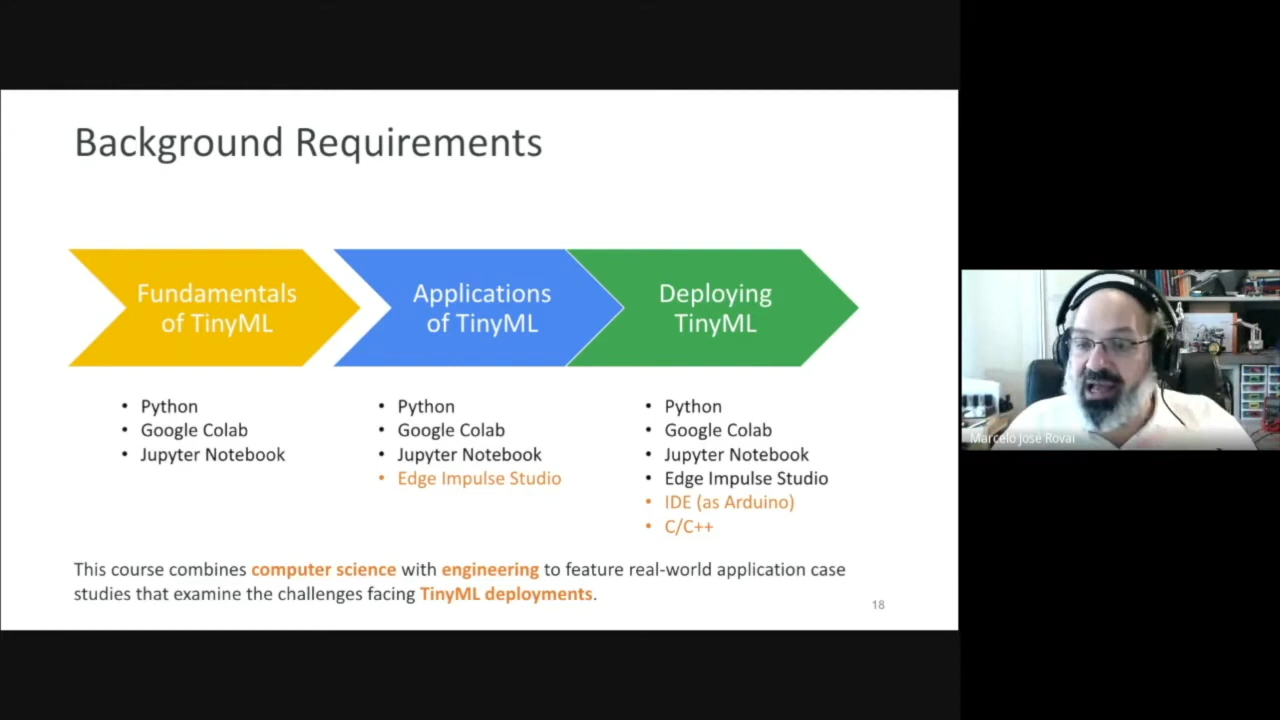 Background Requirements
Fundamentals
of TinyML
Applications
of TinyML
Deploying
TinyML
• Python
• Google Colab
• Jupyter Notebook
• Python
• Google Colab
• Jupyter Notebook
• Edge Impulse Studio
• Python
• Google Colab
• Jupyter Notebook
• Edge Impulse Studio
• IDE (as Arduino)
• C/C++
This course combines computer science with engineering to feature real-world application case
studies that examine the challenges facing TinyML deployments.
18
Marcelo José Rovai